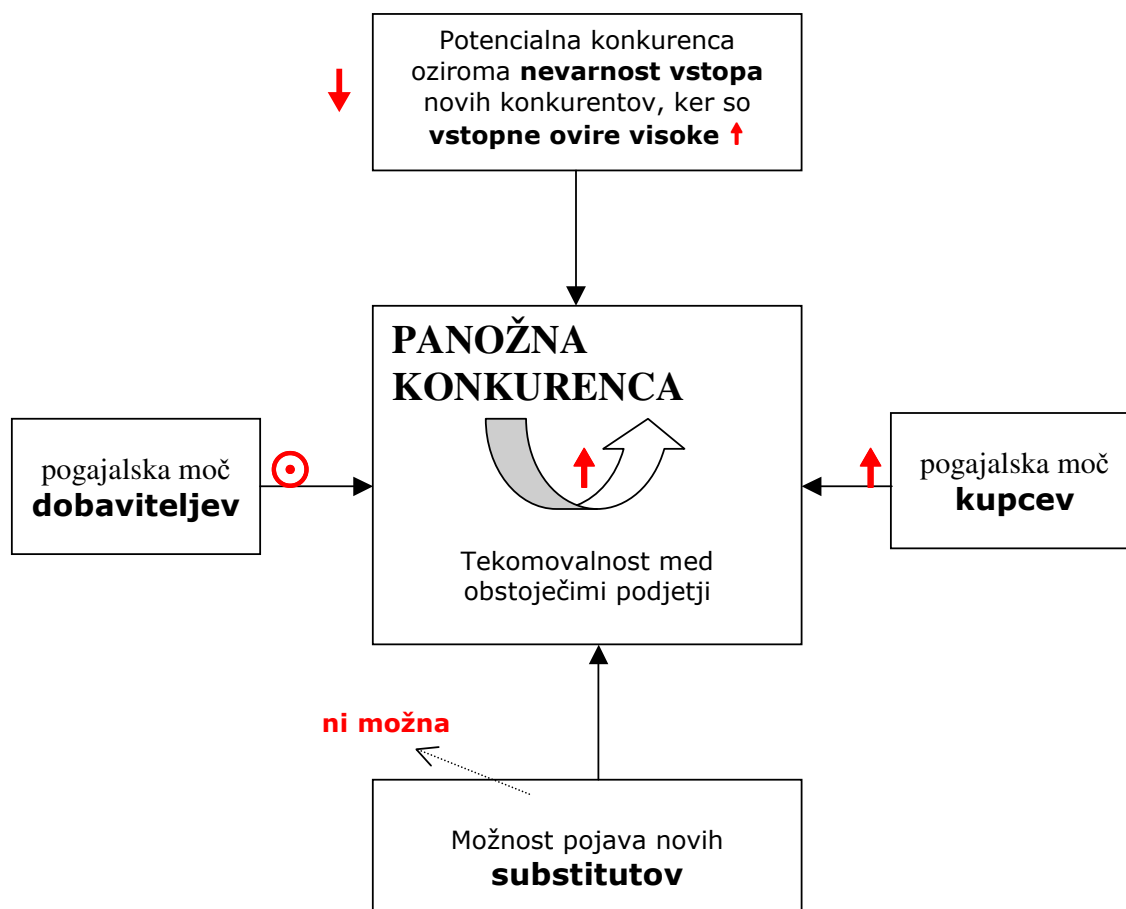 Potencialna konkurenca
oziroma nevarnost vstopa
novih konkurentov, ker so
vstopne ovire visoke
PANOŽNA
KONKURENCA
pogajalska moč
dobaviteljev
pogajalska moč
kupcev
Tekomovalnost med
obstoječimi podjetji
ni možna
Možnost pojava novih
substitutov